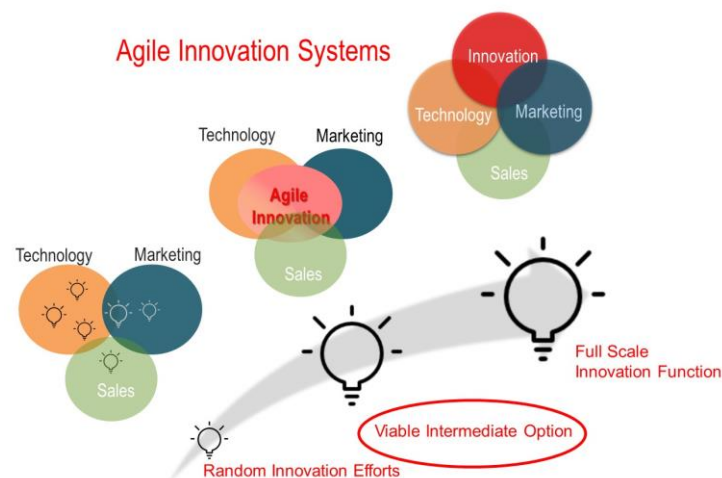 Agile Innovation Systems
Innovation
Technology
Marketing
Sales
Technology
Marketing
Agile
Innovation
Sales
Technology
Marketing
Sales
Full Scale
Innovation Function
Viable Intermediate Option
Random Innovation Efforts